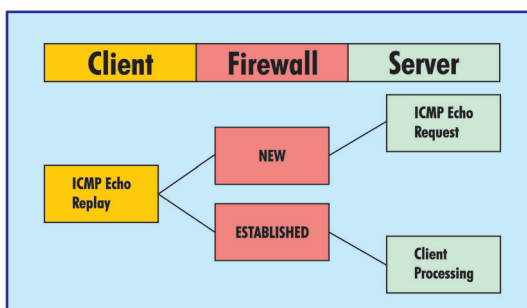 Client Firewall Server
ICMP Echo
Request
NEW
ICMP Echo
Replay
ESTABLISHED
Client
Processing